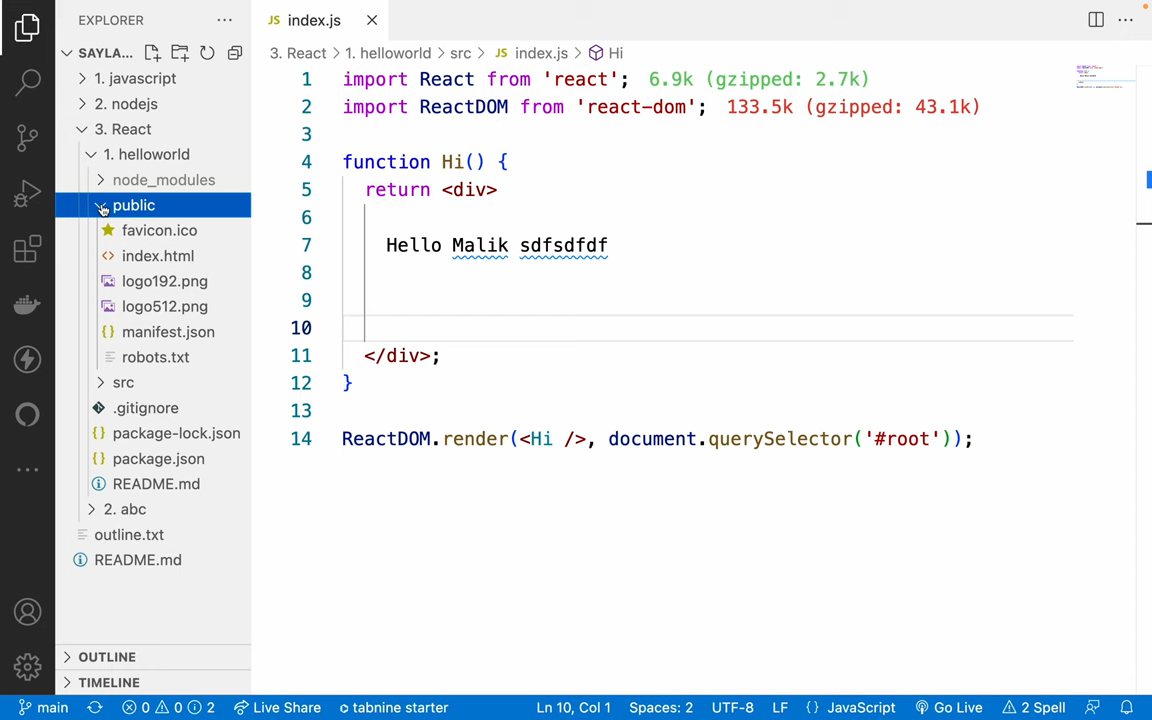 EXPLORER
SAYLA...
1. javascript
2. nodejs
3. React
1. helloworld
node_modules
public
favicon.ico
index.html
logo192.png
logo512.png
manifest.json
robots.txt
src
.gitignore
package-lock.json
package.json
README.md
2. abc
outline.txt
README.md
OUTLINE
TIMELINE
JS index.js
3. React > 1. helloworld > src > JS index.js > Hi
1 import React from 'react'; 6.9k (gzipped: 2.7k)
2 import ReactDOM from 'react-dom'; 133.5k (gzipped: 43.1k)
3
4 function Hi() {
5 return <div>
6
7 Hello Malik sdfsdfdf
8
9
10
11 </div>;
12 }
13
14 ReactDOM.render(<Hi />, document.querySelector('#root'));
main 0 0 2 Live Share tabnine starter Ln 10, Col 1 Spaces: 2 UTF-8 LF {} JavaScript Go Live 2 Spell